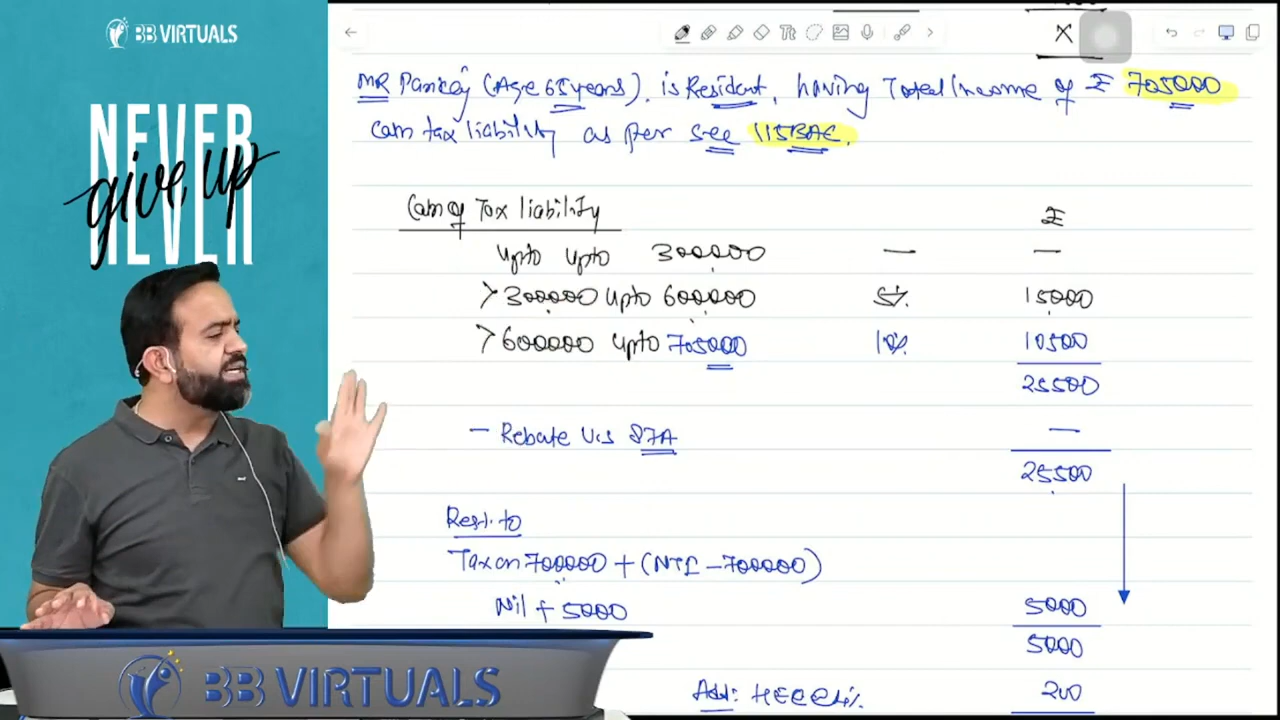 BB VIRTUALS
NEVER
give up
NEVER
MR Pankaj (Age 65 years), is Resident, having Total Income of ₹ 705000
Com tax liability as per sec 115BAC.
Com of Tax liability ₹
upto upto 300000 — —
>300000 upto 600000 5% 15000
>600000 upto 705000 10% 10500
25500
- Rebate U/s 87A —
25500
Rest. to
Tax on 700000 + (NTI - 700000)
Nil + 5000 5000
5000
Add: HEC @ 4% 200
BB VIRTUALS